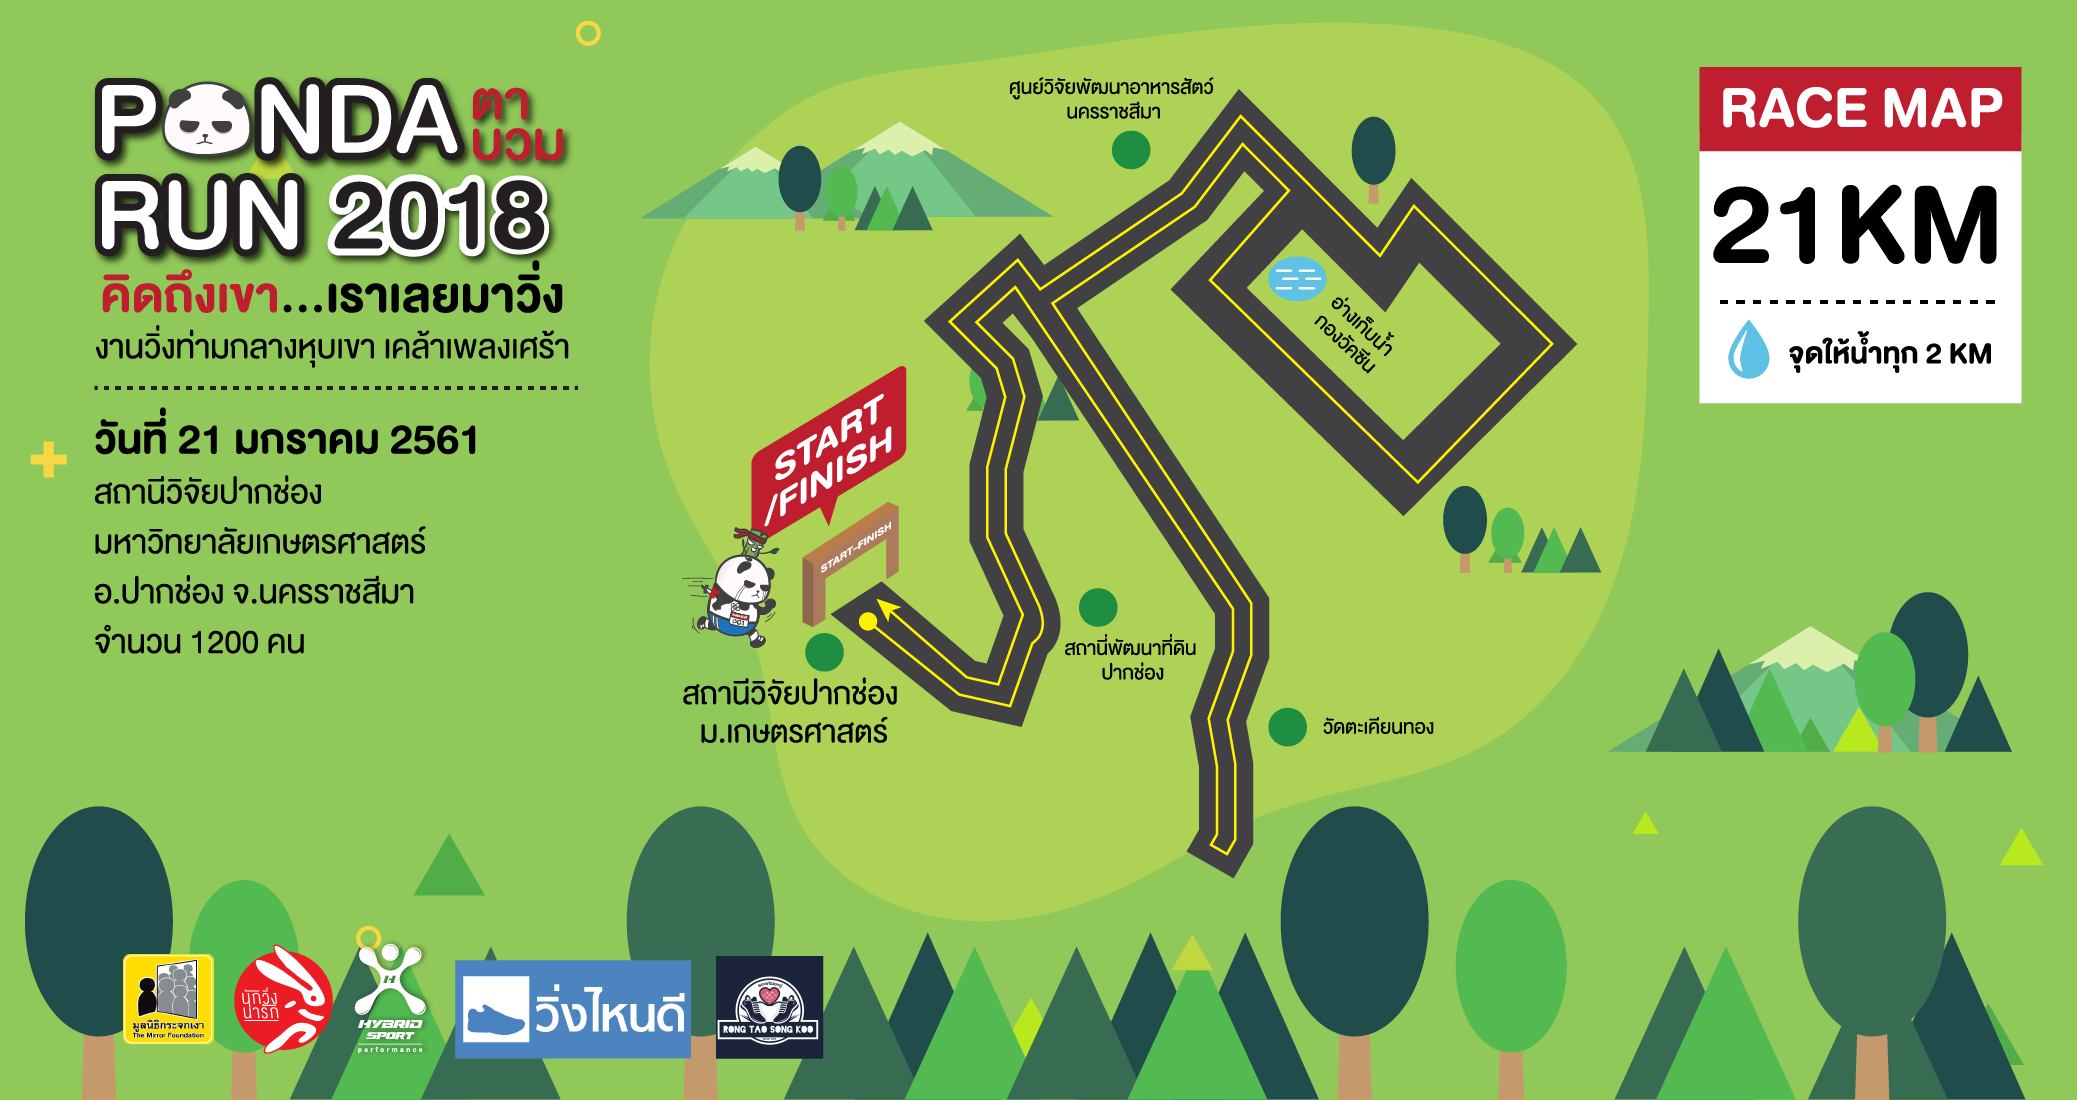 PANDA ตา
บวม
RUN 2018
คิดถึงเขา...เราเลยมาวิ่ง
งานวิ่งท่ามกลางหุบเขา เคล้าเพลงเศร้า
วันที่ 21 มกราคม 2561
สถานีวิจัยปากช่อง
มหาวิทยาลัยเกษตรศาสตร์
อ.ปากช่อง จ.นครราชสีมา
จำนวน 1200 คน
ศูนย์วิจัยพัฒนาอาหารสัตว์
นครราชสีมา
อ่างเก็บน้ำ
กองวัคซีน
START
/FINISH
START-FINISH
001
สถานีวิจัยปากช่อง
ม.เกษตรศาสตร์
สถานี่พัฒนาที่ดิน
ปากช่อง
วัดตะเคียนทอง
RACE MAP
21KM
จุดให้น้ำทุก 2 KM
มูลนิธิกระจกเงา
The Mirror Foundation
นักวิ่ง
น่ารัก
H
HYBRID
SPORT
performance
วิ่งไหนดี
RONG TAO SONG KOO